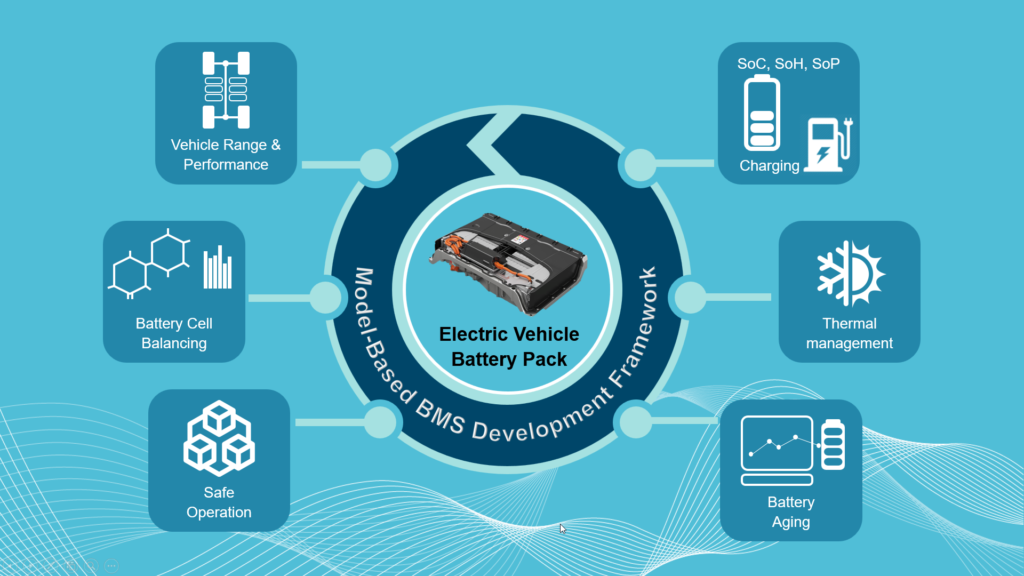 Vehicle Range &
Performance
SoC, SoH, SoP
Charging
Battery Cell
Balancing
Electric Vehicle
Battery Pack
Model-Based BMS Development Framework
Thermal
management
Safe
Operation
Battery
Aging